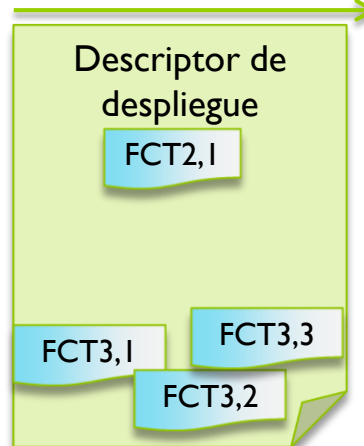 Descriptor de
despliegue
FCT2,1
FCT3,1
FCT3,3
FCT3,2